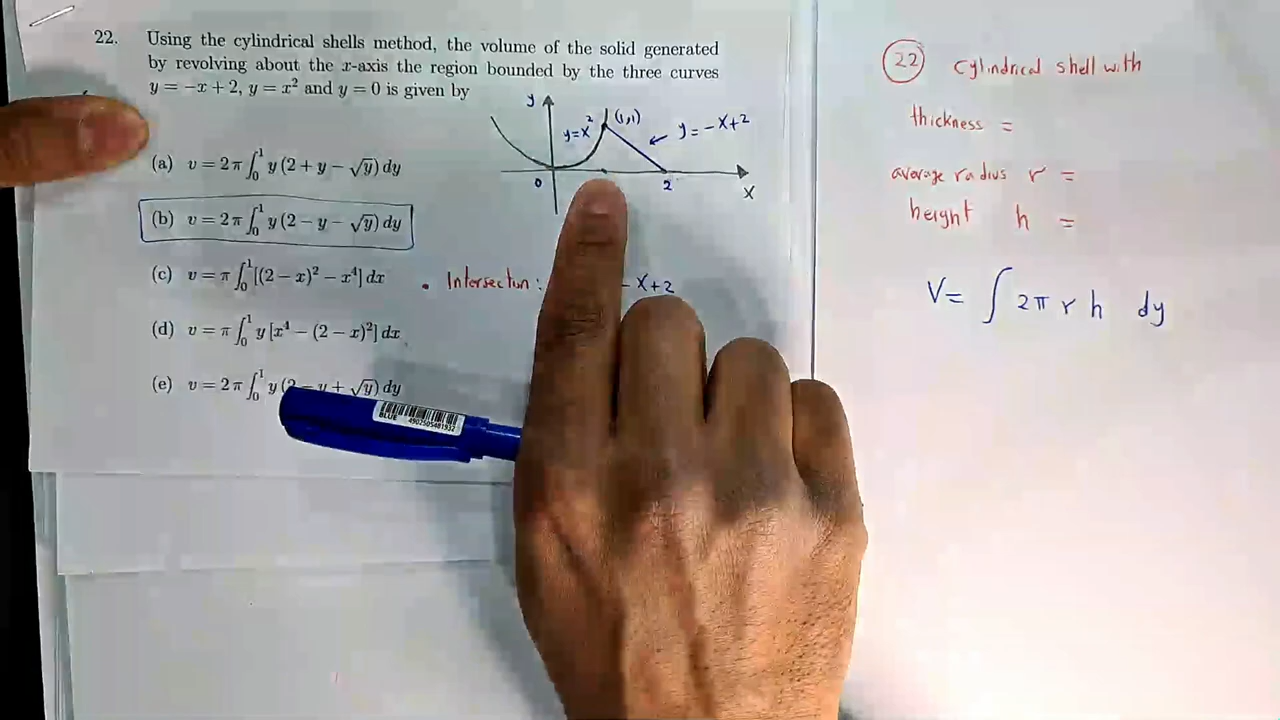 22. Using the cylindrical shells method, the volume of the solid generated
by revolving about the x-axis the region bounded by the three curves
y = −x + 2, y = x² and y = 0 is given by
(a) v = 2π ∫₀¹ y (2 + y − √y) dy
(b) v = 2π ∫₀¹ y (2 − y − √y) dy
(c) v = π ∫₀¹ [(2 − x)² − x⁴] dx
(d) v = π ∫₀¹ y [x⁴ − (2 − x)²] dx
(e) v = 2π ∫₀¹ y (2 − y + √y) dy
y
y=x²
(1,1)
y=-x+2
0
2
x
• Intersection:
-x+2
BLUE 4902505481932
22 cylindrical shell with
thickness =
average radius r =
height h =
V= ∫ 2π r h dy